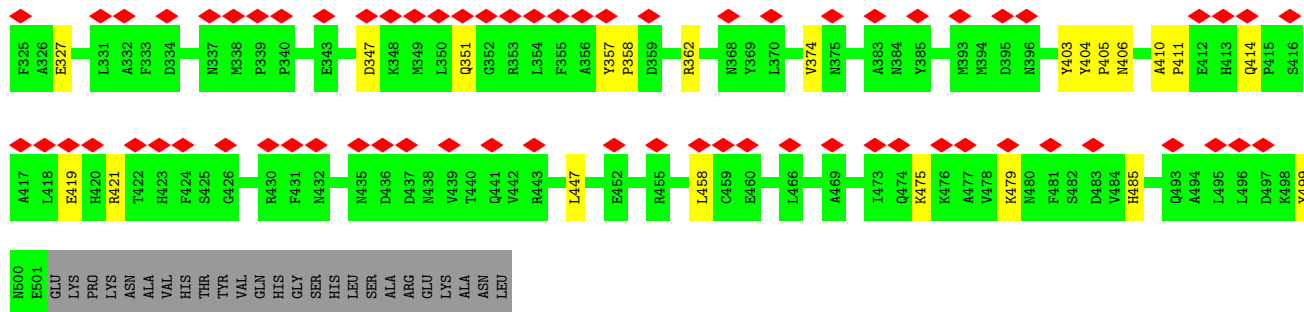 F325 A326 E327 L331 A332 F333 D334 N337 M338 P339 P340 E343 D347 K348 M349 L350 Q351 G352 R353 L354 F355 A356 Y357 P358 D359 R362 N368 Y369 L370 V374 N375 A383 N384 Y385 M393 M394 D395 N396 Y403 Y404 P405 N406 A410 P411 E412 H413 Q414 P415 S416
A417 L418 E419 H420 R421 T422 H423 F424 S425 G426 R430 F431 N432 N435 D436 D437 N438 V439 T440 Q441 V442 R443 L447 E452 R455 L458 C459 E460 L466 A469 I473 Q474 K475 K476 A477 V478 K479 N480 F481 S482 D483 V484 H485 Q493 A494 L495 L496 D497 K498 Y499
N500 E501 GLU LYS PRO LYS ASN ALA VAL HIS THR TYR VAL GLN HIS GLY SER HIS LEU SER ALA ARG GLU LYS ALA ASN LEU